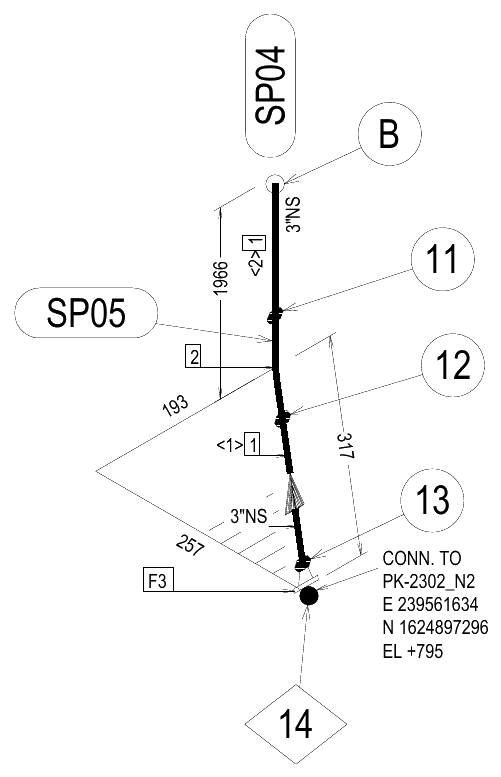 SP04
B
3"NS
<2> 1
1966
11
SP05
2
12
193
<1> 1
317
13
3"NS
257
CONN. TO
F3
PK-2302_N2
E 239561634
N 1624897296
EL +795
14